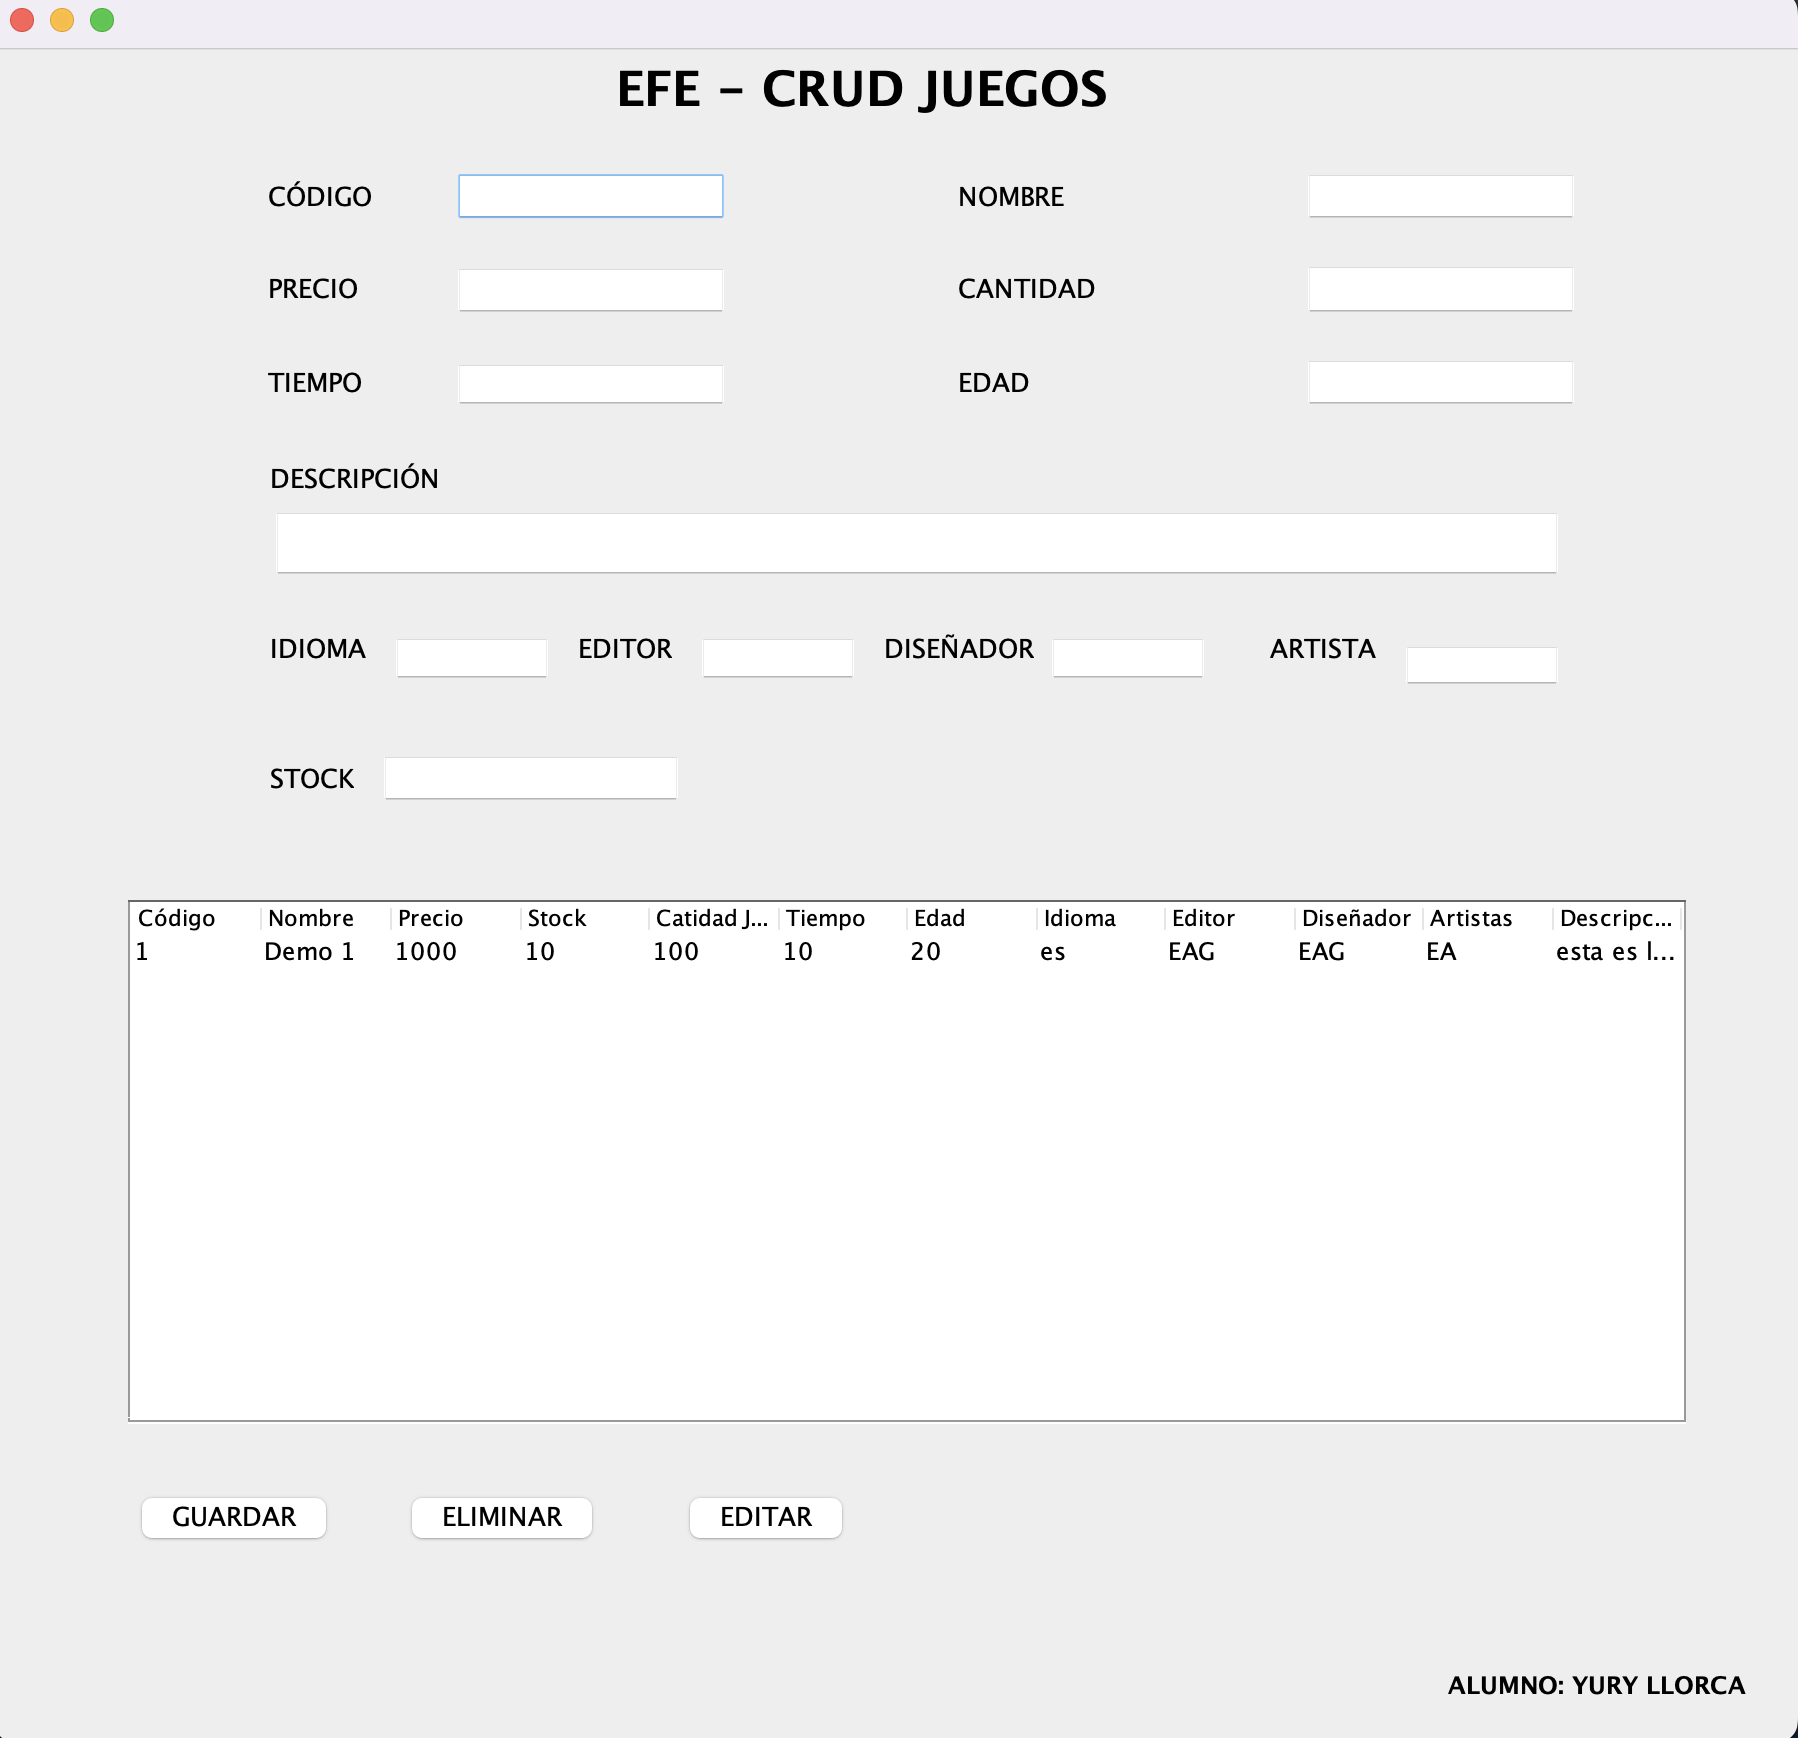 EFE – CRUD JUEGOS
CÓDIGO NOMBRE
PRECIO CANTIDAD
TIEMPO EDAD
DESCRIPCIÓN
IDIOMA EDITOR DISEÑADOR ARTISTA
STOCK
Código Nombre Precio Stock Catidad J... Tiempo Edad Idioma Editor Diseñador Artistas Descripc...
1 Demo 1 1000 10 100 10 20 es EAG EAG EA esta es l...
GUARDAR ELIMINAR EDITAR
ALUMNO: YURY LLORCA